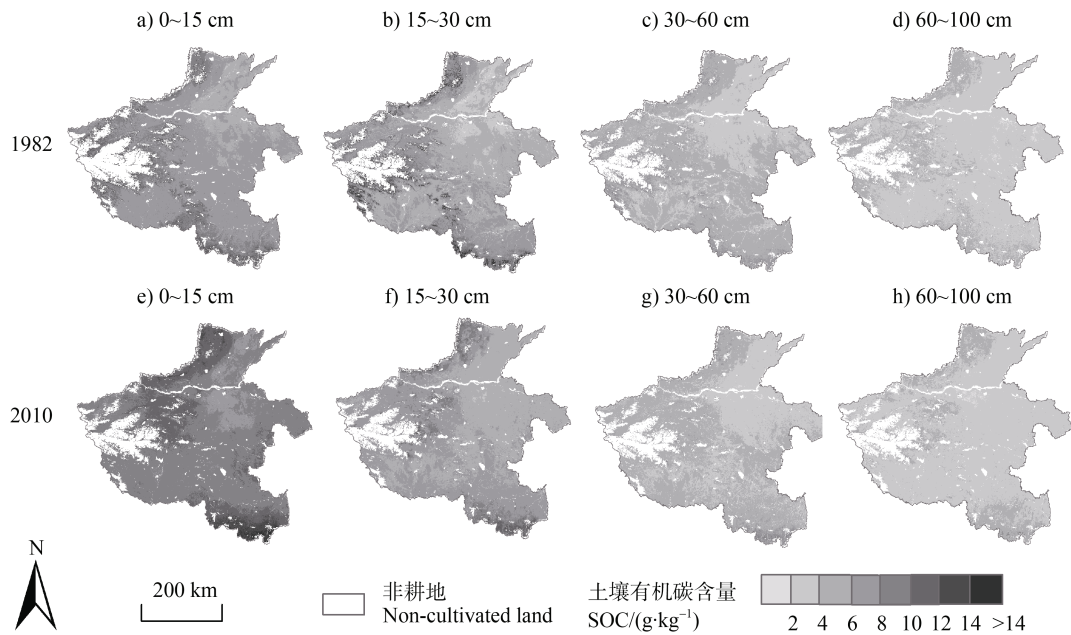 a) 0~15 cm
b) 15~30 cm
c) 30~60 cm
d) 60~100 cm
1982
e) 0~15 cm
f) 15~30 cm
g) 30~60 cm
h) 60~100 cm
2010
N
200 km
非耕地
Non-cultivated land
土壤有机碳含量
SOC/(g·kg⁻¹)
2 4 6 8 10 12 14 >14